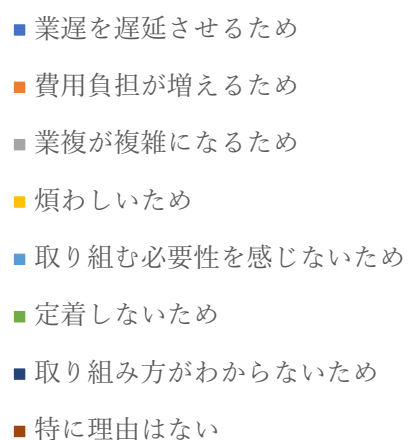 業遅を遅延させるため
費用負担が増えるため
業複が複雑になるため
煩わしいため
取り組む必要性を感じないため
定着しないため
取り組み方がわからないため
特に理由はない